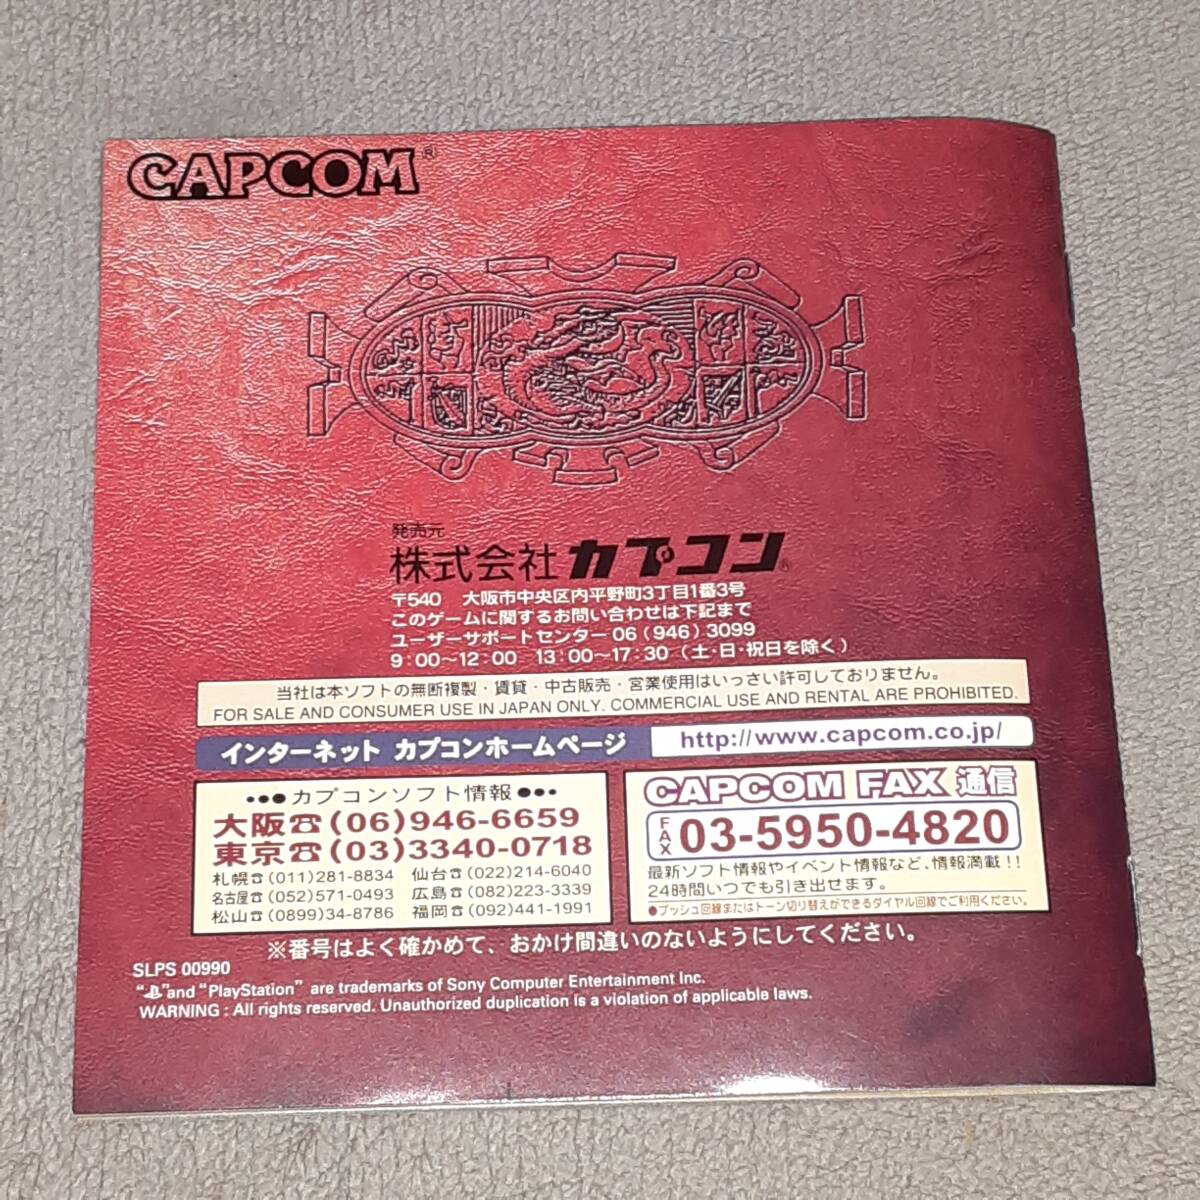 CAPCOM®
発売元
株式会社 カプコン®
〒540 大阪市中央区内平野町3丁目1番3号
このゲームに関するお問い合わせは下記まで
ユーザーサポートセンター 06（946）3099
9：00～12：00 13：00～17：30（土・日・祝日を除く）
当社は本ソフトの無断複製・賃貸・中古販売・営業使用はいっさい許可しておりません。
FOR SALE AND CONSUMER USE IN JAPAN ONLY. COMMERCIAL USE AND RENTAL ARE PROHIBITED.
インターネット カプコンホームページ http://www.capcom.co.jp/
●●●カプコンソフト情報●●●
大阪☎(06)946-6659
東京☎(03)3340-0718
札幌☎(011)281-8834 仙台☎(022)214-6040
名古屋☎(052)571-0493 広島☎(082)223-3339
松山☎(0899)34-8786 福岡☎(092)441-1991
CAPCOM FAX 通信
FAX 03-5950-4820
最新ソフト情報やイベント情報など、情報満載！！
24時間いつでも引き出せます。
●プッシュ回線またはトーン切り替えができるダイヤル回線でご利用ください。
※番号はよく確かめて、おかけ間違いのないようにしてください。
SLPS 00990
"PS" and "PlayStation" are trademarks of Sony Computer Entertainment Inc.
WARNING : All rights reserved. Unauthorized duplication is a violation of applicable laws.